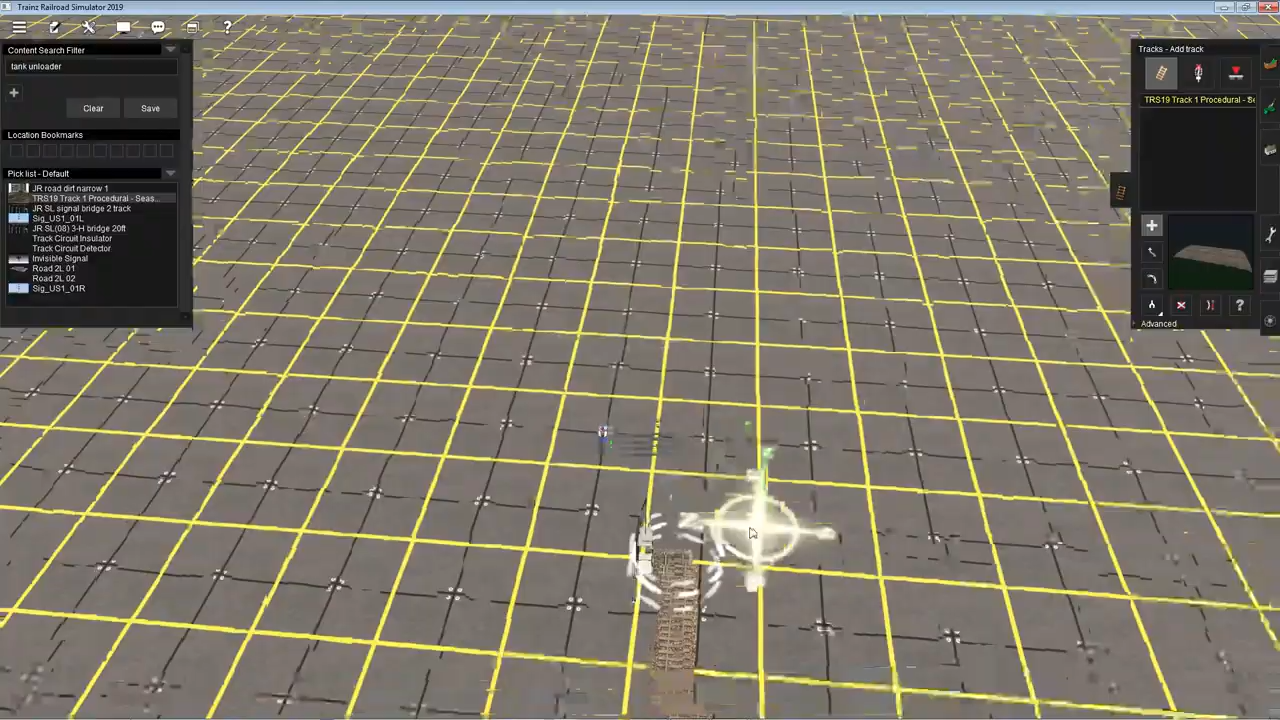 Trainz Railroad Simulator 2019
Content Search Filter
tank unloader
Clear Save
Location Bookmarks
Pick list - Default
JR road dirt narrow 1
TRS19 Track 1 Procedural - Seas...
JR SL signal bridge 2 track
Sig_US1_01L
JR SL(08) 3-H bridge 20ft
Track Circuit Insulator
Track Circuit Detector
Invisible Signal
Road 2L 01
Road 2L 02
Sig_US1_01R
Tracks - Add track
TRS19 Track 1 Procedural - Se
Advanced